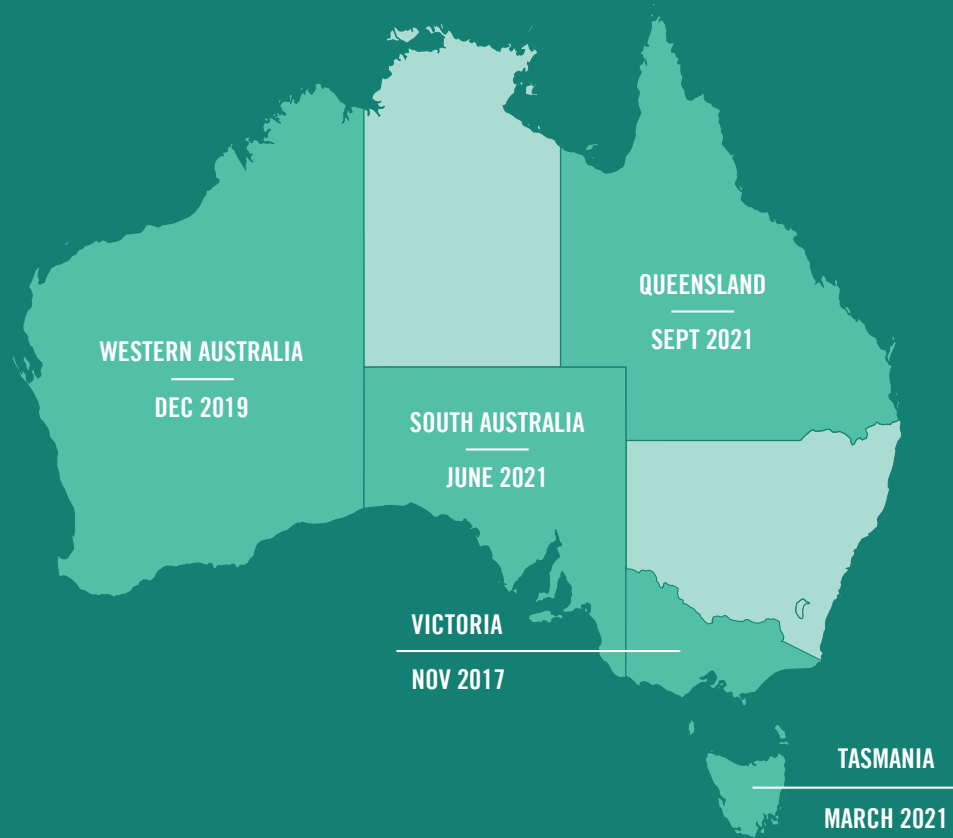 QUEENSLAND
SEPT 2021
WESTERN AUSTRALIA
DEC 2019
SOUTH AUSTRALIA
JUNE 2021
VICTORIA
NOV 2017
TASMANIA
MARCH 2021